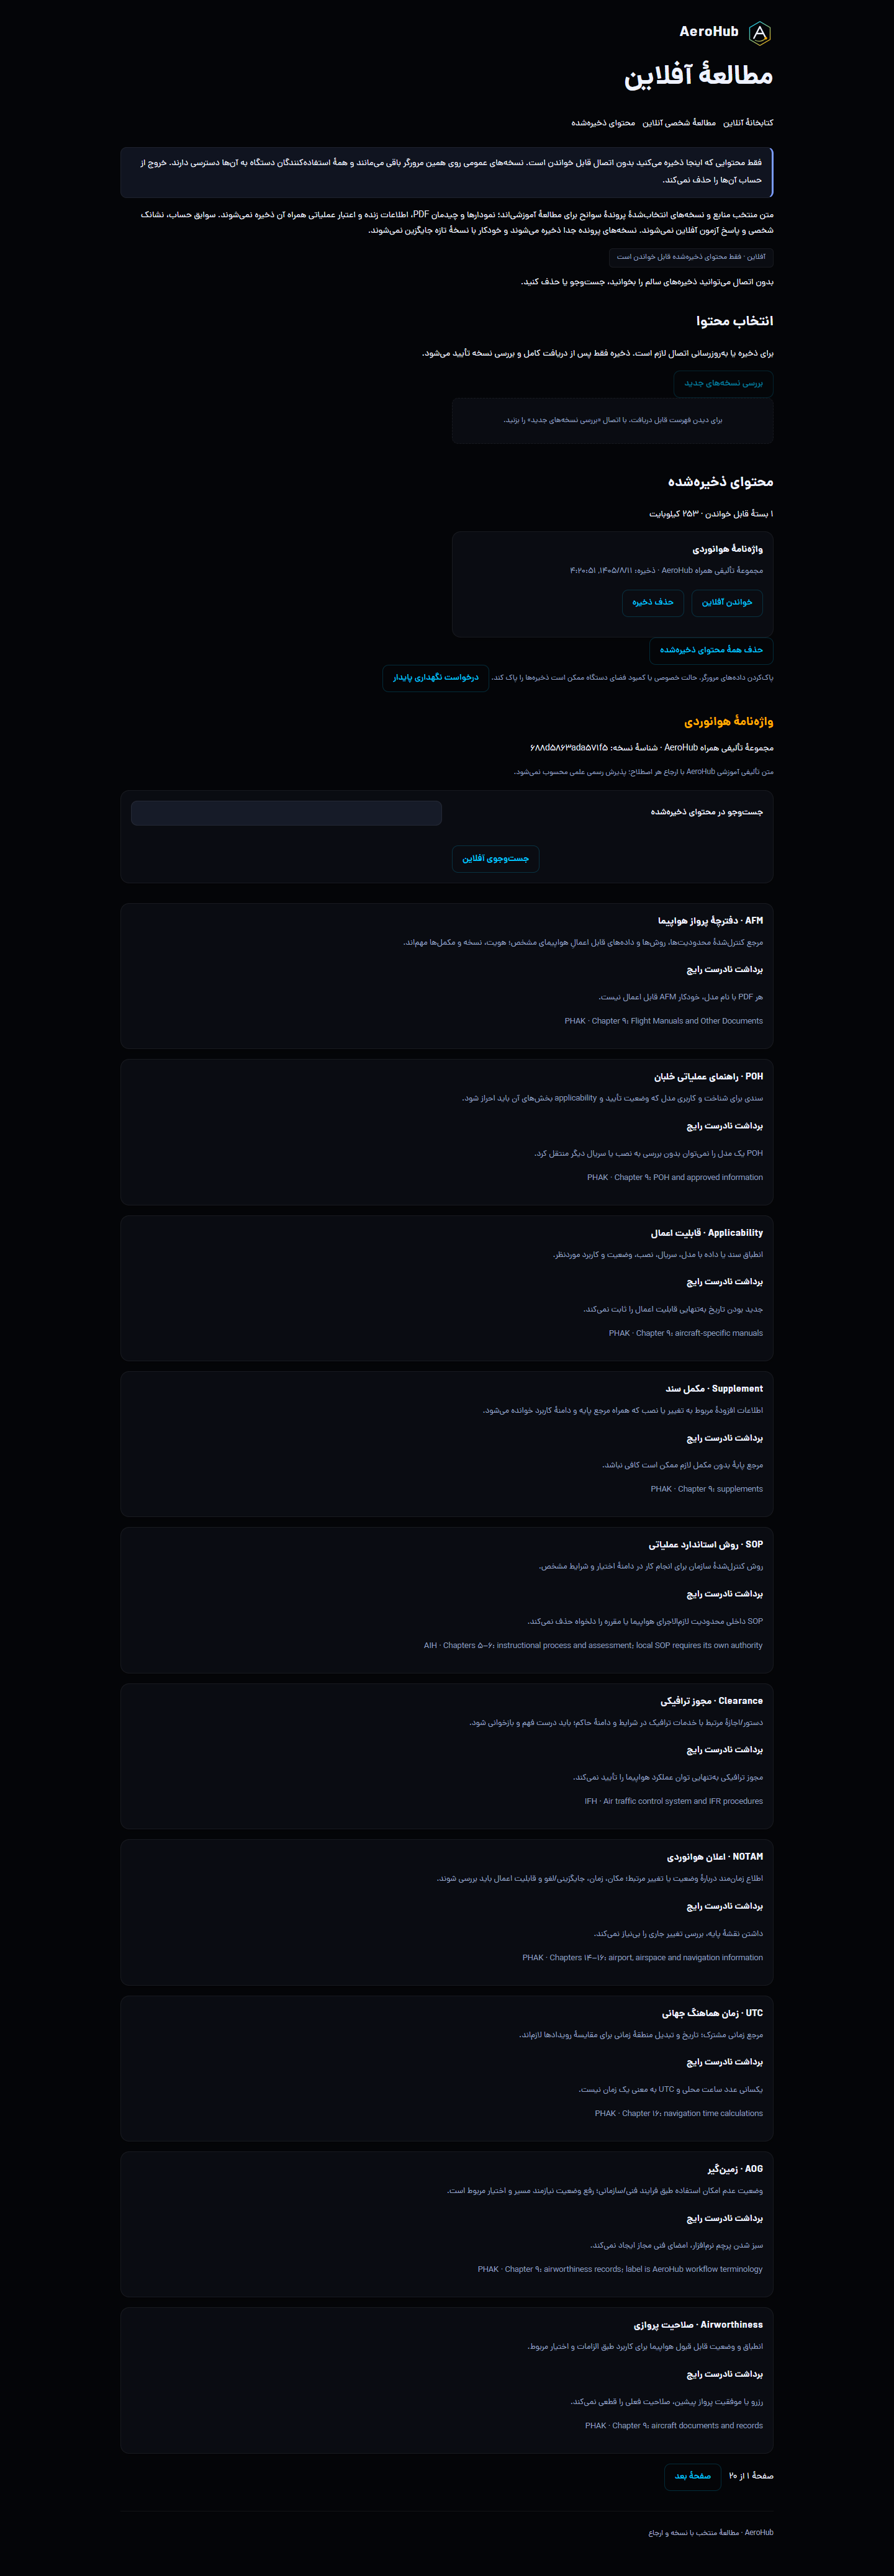 AeroHub
مطالعهٔ آفلاین
کتابخانهٔ آنلاین مطالعهٔ شخصی آنلاین محتوای ذخیره‌شده
فقط محتوایی که اینجا ذخیره می‌کنید بدون اتصال قابل خواندن است. نسخه‌های عمومی روی همین مرورگر باقی می‌مانند و همهٔ استفاده‌کنندگان دستگاه به آن‌ها دسترسی دارند. خروج از
حساب آن‌ها را حذف نمی‌کند.
متن منتخب منابع و نسخه‌های انتخاب‌شدهٔ پروندهٔ سوانح برای مطالعهٔ آموزشی‌اند؛ نمودارها و چیدمان PDF، اطلاعات زنده و اعتبار عملیاتی همراه آن ذخیره نمی‌شوند. سوابق حساب، نشانک
شخصی و پاسخ آزمون آفلاین نمی‌شوند. نسخه‌های پرونده جدا ذخیره می‌شوند و خودکار با نسخهٔ تازه جایگزین نمی‌شوند.
آفلاین · فقط محتوای ذخیره‌شده قابل خواندن است
بدون اتصال می‌توانید ذخیره‌های سالم را بخوانید، جست‌وجو یا حذف کنید.
انتخاب محتوا
برای ذخیره یا به‌روزرسانی اتصال لازم است. ذخیره فقط پس از دریافت کامل و بررسی نسخه تأیید می‌شود.
بررسی نسخه‌های جدید
برای دیدن فهرست قابل دریافت، با اتصال «بررسی نسخه‌های جدید» را بزنید.
محتوای ذخیره‌شده
۱ بستهٔ قابل خواندن · ۲۵۳ کیلوبایت
واژه‌نامهٔ هوانوردی
مجموعهٔ تألیفی همراه AeroHub · ذخیره: ۱۴۰۵/۸/۱۱, ۴:۲۰:۵۱
خواندن آفلاین
حذف ذخیره
حذف همهٔ محتوای ذخیره‌شده
پاک‌کردن داده‌های مرورگر، حالت خصوصی یا کمبود فضای دستگاه ممکن است ذخیره‌ها را پاک کند. درخواست نگهداری پایدار
واژه‌نامهٔ هوانوردی
مجموعهٔ تألیفی همراه AeroHub · شناسهٔ نسخه: ۶۸۸d۵۸۶۳ada۵۷۱f۵
متن تألیفی آموزشی AeroHub با ارجاع هر اصطلاح؛ پذیرش رسمی علمی محسوب نمی‌شود.
جست‌وجو در محتوای ذخیره‌شده
جست‌وجوی آفلاین
AFM · دفترچهٔ پرواز هواپیما
مرجع کنترل‌شدهٔ محدودیت‌ها، روش‌ها و داده‌های قابل اعمالِ هواپیمای مشخص؛ هویت، نسخه و مکمل‌ها مهم‌اند.
برداشت نادرست رایج
هر PDF با نام مدل، خودکار AFM قابل اعمال نیست.
PHAK · Chapter ۹: Flight Manuals and Other Documents
POH · راهنمای عملیاتی خلبان
سندی برای شناخت و کاربری مدل که وضعیت تأیید و applicability بخش‌های آن باید احراز شود.
برداشت نادرست رایج
POH یک مدل را نمی‌توان بدون بررسی به نصب یا سریال دیگر منتقل کرد.
PHAK · Chapter ۹: POH and approved information
Applicability · قابلیت اعمال
انطباق سند یا داده با مدل، سریال، نصب، وضعیت و کاربرد موردنظر.
برداشت نادرست رایج
جدید بودن تاریخ به‌تنهایی قابلیت اعمال را ثابت نمی‌کند.
PHAK · Chapter ۹: aircraft-specific manuals
Supplement · مکمل سند
اطلاعات افزودهٔ مربوط به تغییر یا نصب که همراه مرجع پایه و دامنهٔ کاربرد خوانده می‌شود.
برداشت نادرست رایج
مرجع پایهٔ بدون مکمل لازم ممکن است کافی نباشد.
PHAK · Chapter ۹: supplements
SOP · روش استاندارد عملیاتی
روش کنترل‌شدهٔ سازمان برای انجام کار در دامنهٔ اختیار و شرایط مشخص.
برداشت نادرست رایج
SOP داخلی محدودیت لازم‌الاجرای هواپیما یا مقرره را دلخواه حذف نمی‌کند.
AIH · Chapters ۵–۶: instructional process and assessment; local SOP requires its own authority
Clearance · مجوز ترافیکی
دستور/اجازهٔ مرتبط با خدمات ترافیک در شرایط و دامنهٔ حاکم؛ باید درست فهم و بازخوانی شود.
برداشت نادرست رایج
مجوز ترافیکی به‌تنهایی توان عملکرد هواپیما را تأیید نمی‌کند.
IFH · Air traffic control system and IFR procedures
NOTAM · اعلان هوانوردی
اطلاع زمان‌مند دربارهٔ وضعیت یا تغییر مرتبط؛ مکان، زمان، جایگزینی/لغو و قابلیت اعمال باید بررسی شوند.
برداشت نادرست رایج
داشتن نقشهٔ پایه، بررسی تغییر جاری را بی‌نیاز نمی‌کند.
PHAK · Chapters ۱۴–۱۶: airport, airspace and navigation information
UTC · زمان هماهنگ جهانی
مرجع زمانی مشترک؛ تاریخ و تبدیل منطقهٔ زمانی برای مقایسهٔ رویدادها لازم‌اند.
برداشت نادرست رایج
یکسانی عدد ساعت محلی و UTC به معنی یک زمان نیست.
PHAK · Chapter ۱۶: navigation time calculations
AOG · زمین‌گیر
وضعیت عدم امکان استفاده طبق فرایند فنی/سازمانی؛ رفع وضعیت نیازمند مسیر و اختیار مربوط است.
برداشت نادرست رایج
سبز شدن پرچم نرم‌افزار، امضای فنی مجاز ایجاد نمی‌کند.
PHAK · Chapter ۹: airworthiness records; label is AeroHub workflow terminology
Airworthiness · صلاحیت پروازی
انطباق و وضعیت قابل قبول هواپیما برای کاربرد طبق الزامات و اختیار مربوط.
برداشت نادرست رایج
رزرو یا موفقیت پرواز پیشین، صلاحیت فعلی را قطعی نمی‌کند.
PHAK · Chapter ۹: aircraft documents and records
صفحهٔ ۱ از ۲۰
صفحهٔ بعد
AeroHub · مطالعهٔ منتخب با نسخه و ارجاع